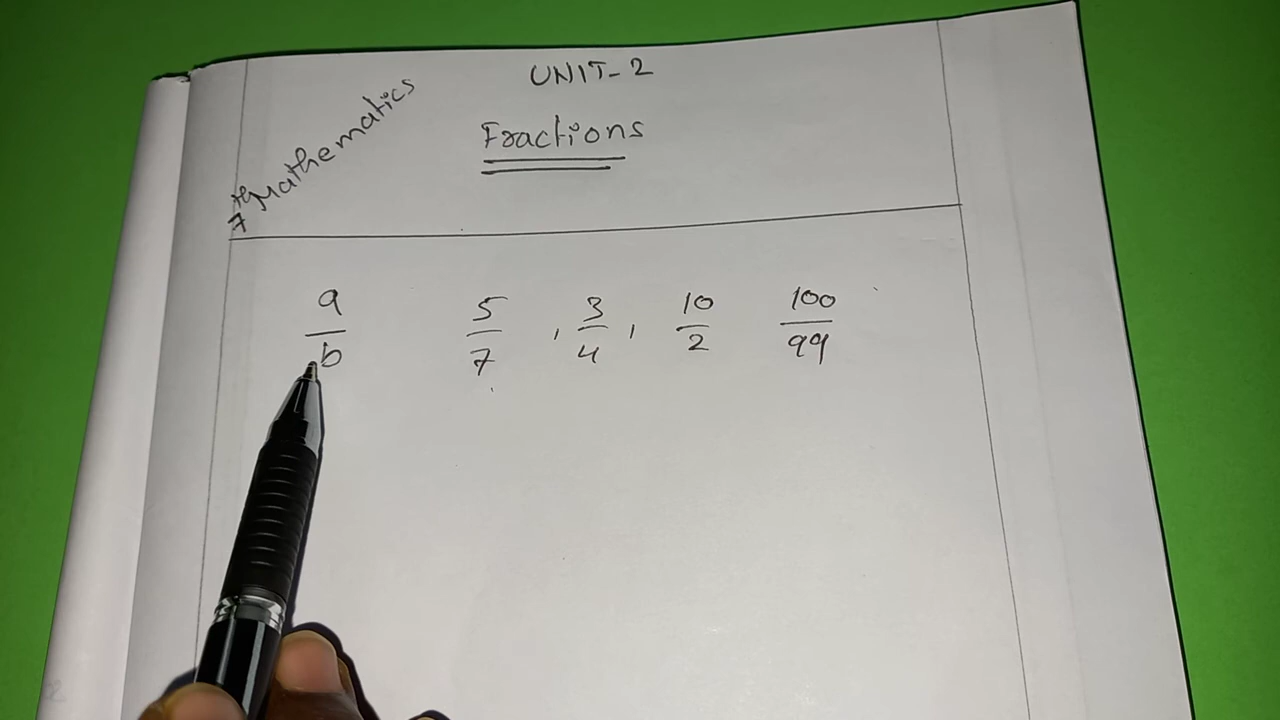 UNIT-2
7th Mathematics
Fractions
a/b 5/7 , 3/4 , 10/2 100/99